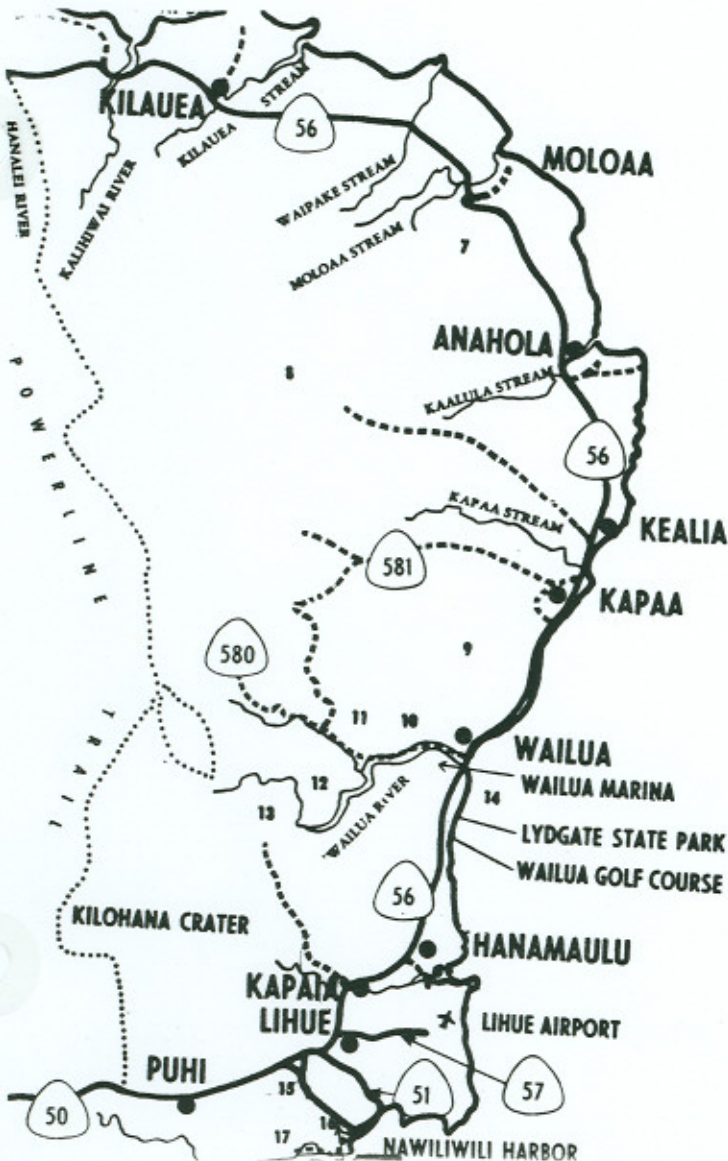 KILAUEA
STREAM
KILAUEA
56
HANALEI RIVER
KALIHIWAI RIVER
WAIPAKE STREAM
MOLOAA
MOLOAA STREAM
7
ANAHOLA
8
KAALULA STREAM
POWERLINE
56
KAPAA STREAM
KEALIA
581
KAPAA
580
9
11
10
WAILUA
WAILUA MARINA
12
14
13
WAILUA RIVER
TRAIL
LYDGATE STATE PARK
WAILUA GOLF COURSE
56
KILOHANA CRATER
HANAMAULU
KAPAIA
LIHUE
LIHUE AIRPORT
PUHI
15
51
57
50
16
17
NAWILIWILI HARBOR